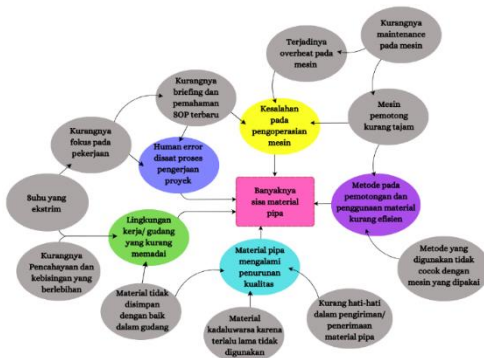 Kurangnya
maintenance pada
mesin
Terjadinya
overheat pada
mesin
Kurangnya
briefing dan
pemahaman
SOP terbaru
Kesalahan
pada
pengoperasian
mesin
Mesin
pemotong
kurang tajam
Kurangnya
fokus pada
pekerjaan
Human error
disaat proses
pengerjaan
proyek
Suhu yang
ekstrim
Banyaknya
sisa material
pipa
Metode pada
pemotongan dan
penggunaan material
kurang efisien
Lingkungan
kerja/ gudang
yang kurang
memadai
Kurangnya
Pencahayaan dan
kebisingan yang
berlebihan
Material pipa
mengalami
penurunan
kualitas
Metode yang
digunakan tidak
cocok dengan
mesin yang dipakai
Material tidak
disimpan
dengan baik
dalam gudang
Material
kadaluwarsa karena
terlalu lama tidak
digunakan
Kurang hati-hati
dalam pengiriman/
penerimaan
material pipa